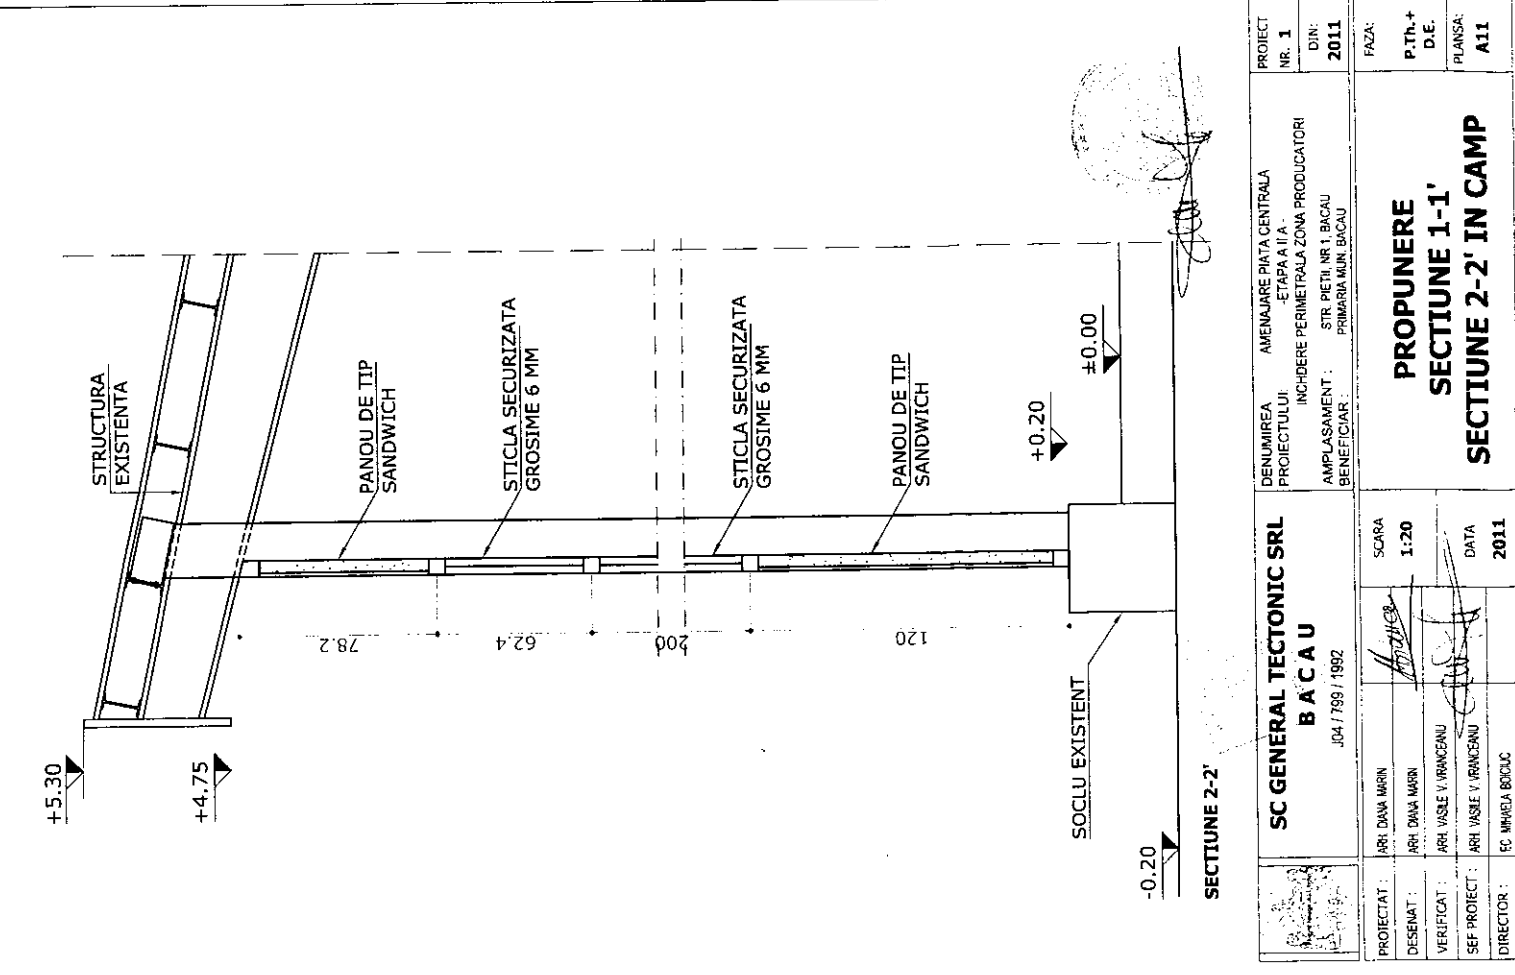 +5.30
+4.75
STRUCTURA
EXISTENTA
PANOU DE TIP
SANDWICH
STICLA SECURIZATA
GROSIME 6 MM
STICLA SECURIZATA
GROSIME 6 MM
PANOU DE TIP
SANDWICH
+0.20
±0.00
78.2
62.4
200
120
SOCLU EXISTENT
-0.20
SECTIUNE 2-2'
SC GENERAL TECTONIC SRL
B A C A U
J04 / 799 / 1992
DENUMIREA
PROIECTULUI:
AMENAJARE PIATA CENTRALA
-ETAPA A II A -
INCHIDERE PERIMETRALA ZONA PRODUCATORI
AMPLASAMENT : STR. PIETII, NR 1, BACAU
BENEFICIAR : PRIMARIA MUN. BACAU
PROIECT
NR. 1
DIN:
2011
PROIECTAT : ARH. DIANA MARIN
DESENAT : ARH. DIANA MARIN
VERIFICAT : ARH. VASILE V. VRANCEANU
SEF PROIECT : ARH. VASILE V. VRANCEANU
DIRECTOR : EC. MIHAELA BOICIUC
SCARA
1:20
DATA
2011
PROPUNERE
SECTIUNE 1-1'
SECTIUNE 2-2' IN CAMP
FAZA:
P.Th.+
D.E.
PLANSA:
A11